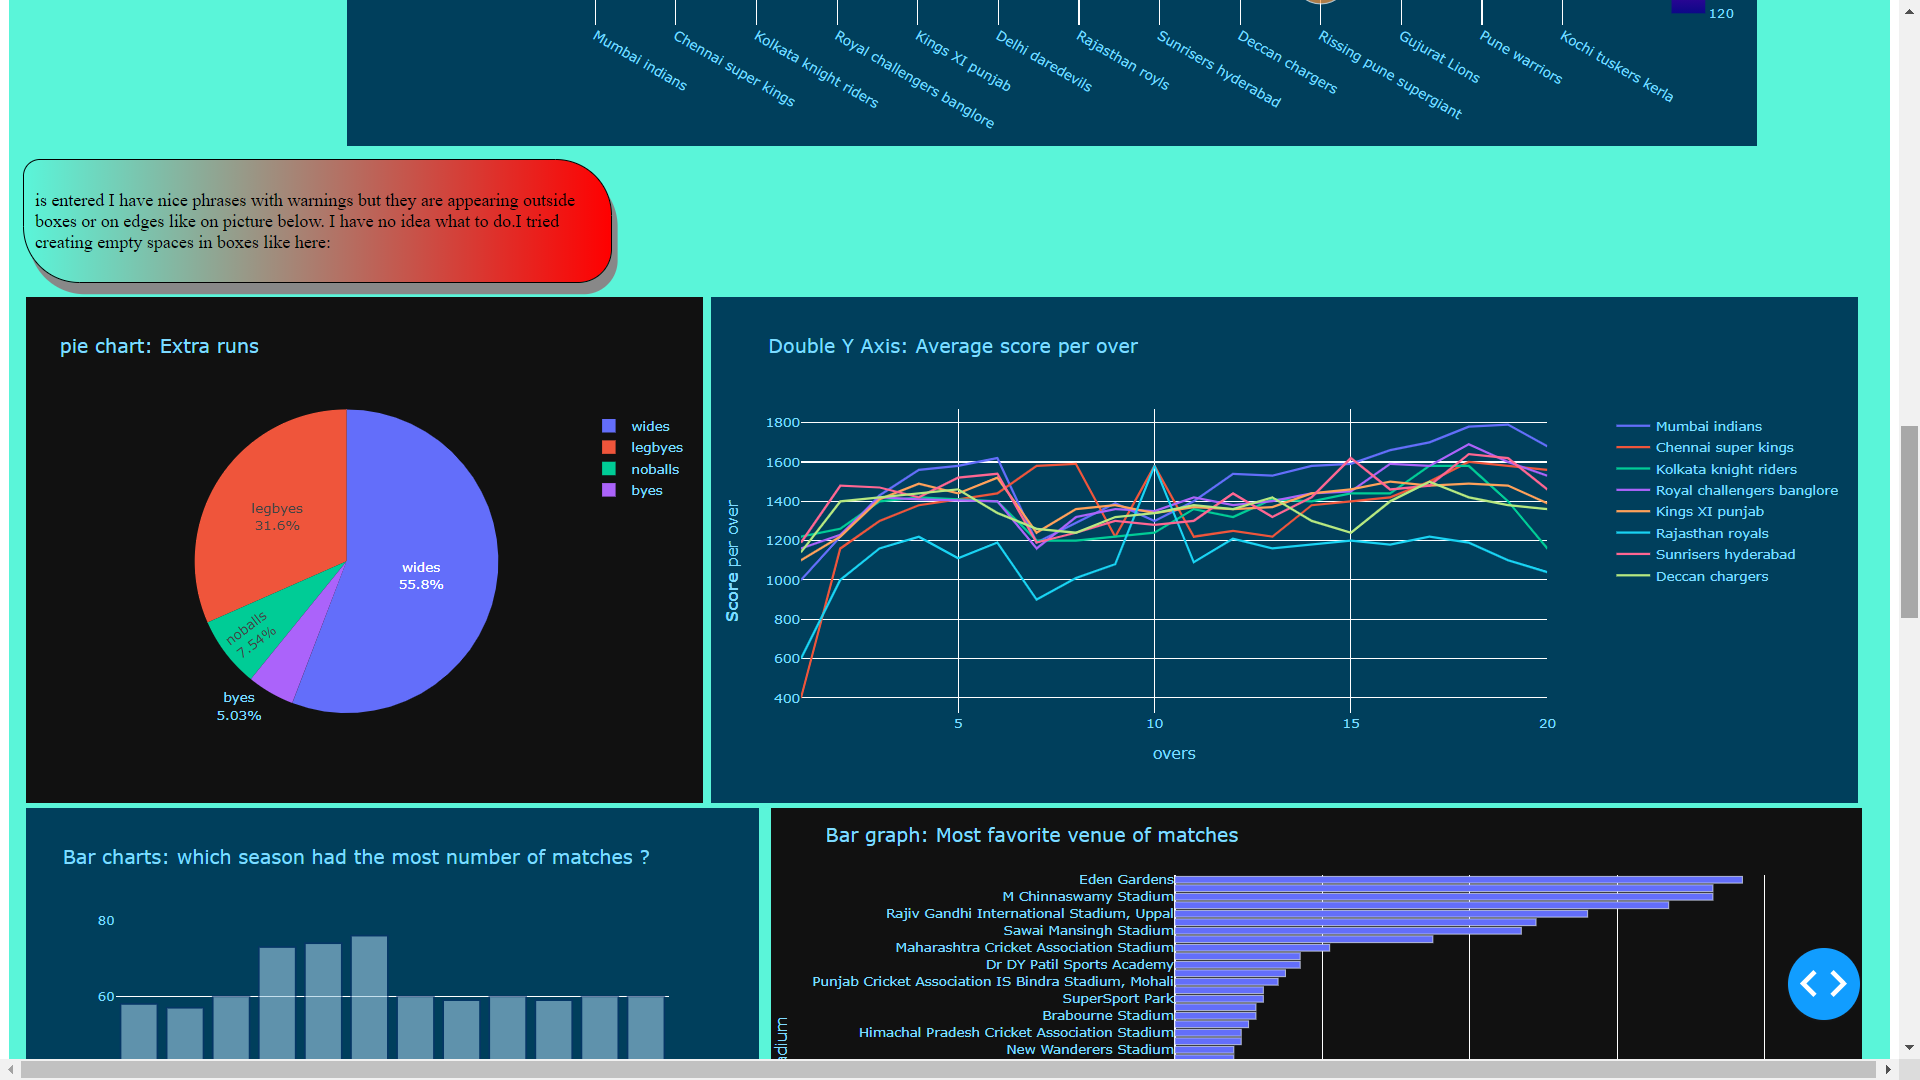 120
Mumbai indians
Chennai super kings
Kolkata knight riders
Royal challengers banglore
Kings XI punjab
Delhi daredevils
Rajasthan royls
Sunrisers hyderabad
Deccan chargers
Rissing pune supergiant
Gujurat Lions
Pune warriors
Kochi tuskers kerla
is entered I have nice phrases with warnings but they are appearing outside
boxes or on edges like on picture below. I have no idea what to do.I tried
creating empty spaces in boxes like here:
pie chart: Extra runs
wides
legbyes
noballs
byes
legbyes
31.6%
wides
55.8%
noballs
7.54%
byes
5.03%
Double Y Axis: Average score per over
1800
1600
1400
1200
1000
800
600
400
Score per over
5
10
15
20
overs
Mumbai indians
Chennai super kings
Kolkata knight riders
Royal challengers banglore
Kings XI punjab
Rajasthan royals
Sunrisers hyderabad
Deccan chargers
Bar charts: which season had the most number of matches ?
80
60
Bar graph: Most favorite venue of matches
Eden Gardens
M Chinnaswamy Stadium
Rajiv Gandhi International Stadium, Uppal
Sawai Mansingh Stadium
Maharashtra Cricket Association Stadium
Dr DY Patil Sports Academy
Punjab Cricket Association IS Bindra Stadium, Mohali
SuperSport Park
Brabourne Stadium
Himachal Pradesh Cricket Association Stadium
New Wanderers Stadium
adium